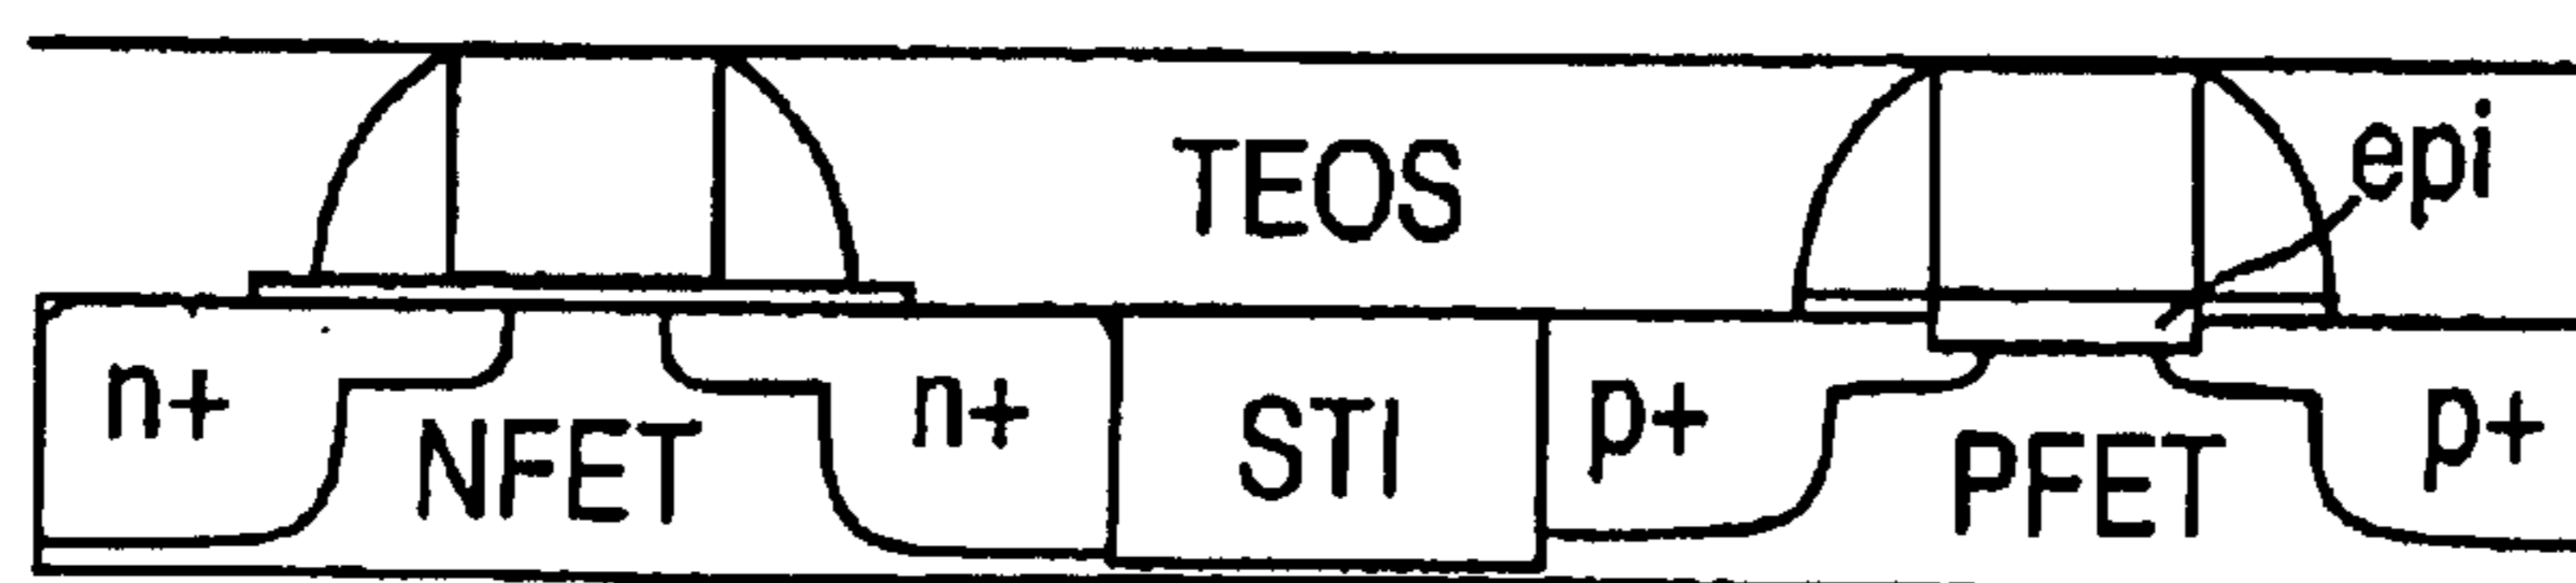 TEOS
epi
n+
NFET
n+
STI
p+
PFET
p+